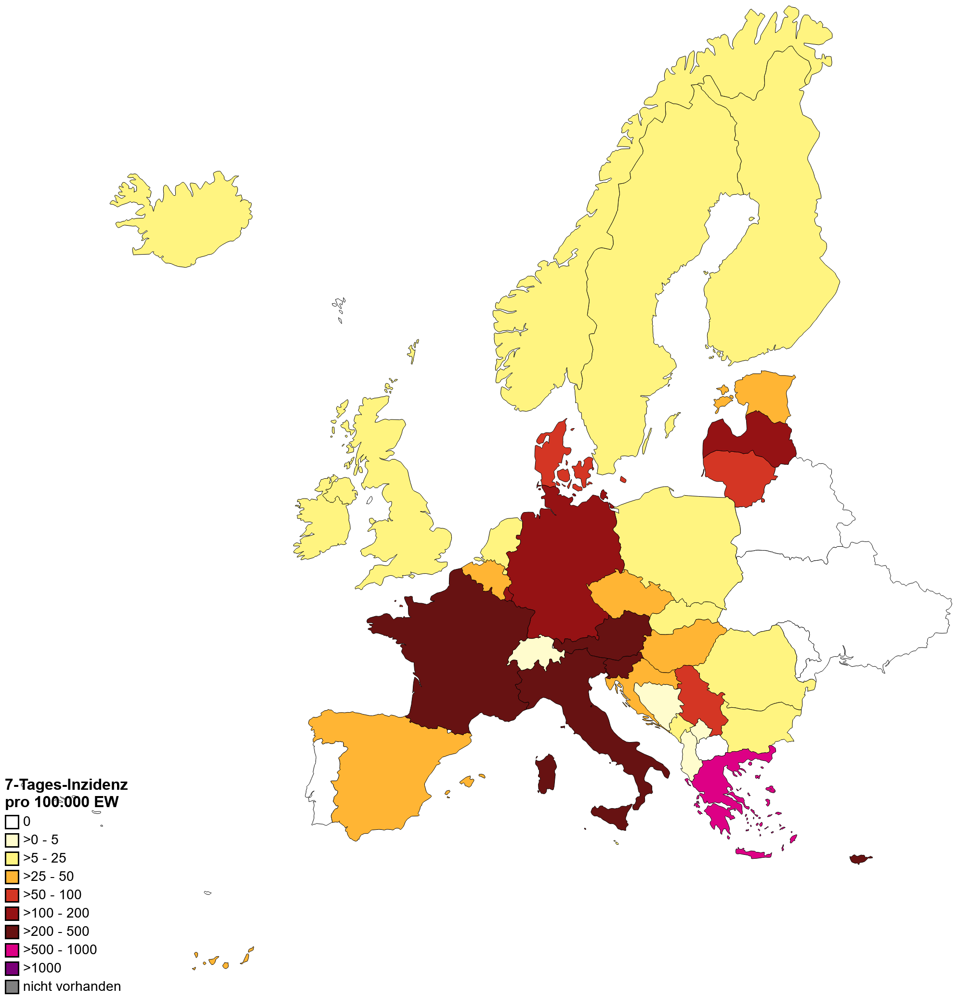 7-Tages-Inzidenz
pro 100.000 EW
0
>0 - 5
>5 - 25
>25 - 50
>50 - 100
>100 - 200
>200 - 500
>500 - 1000
>1000
nicht vorhanden